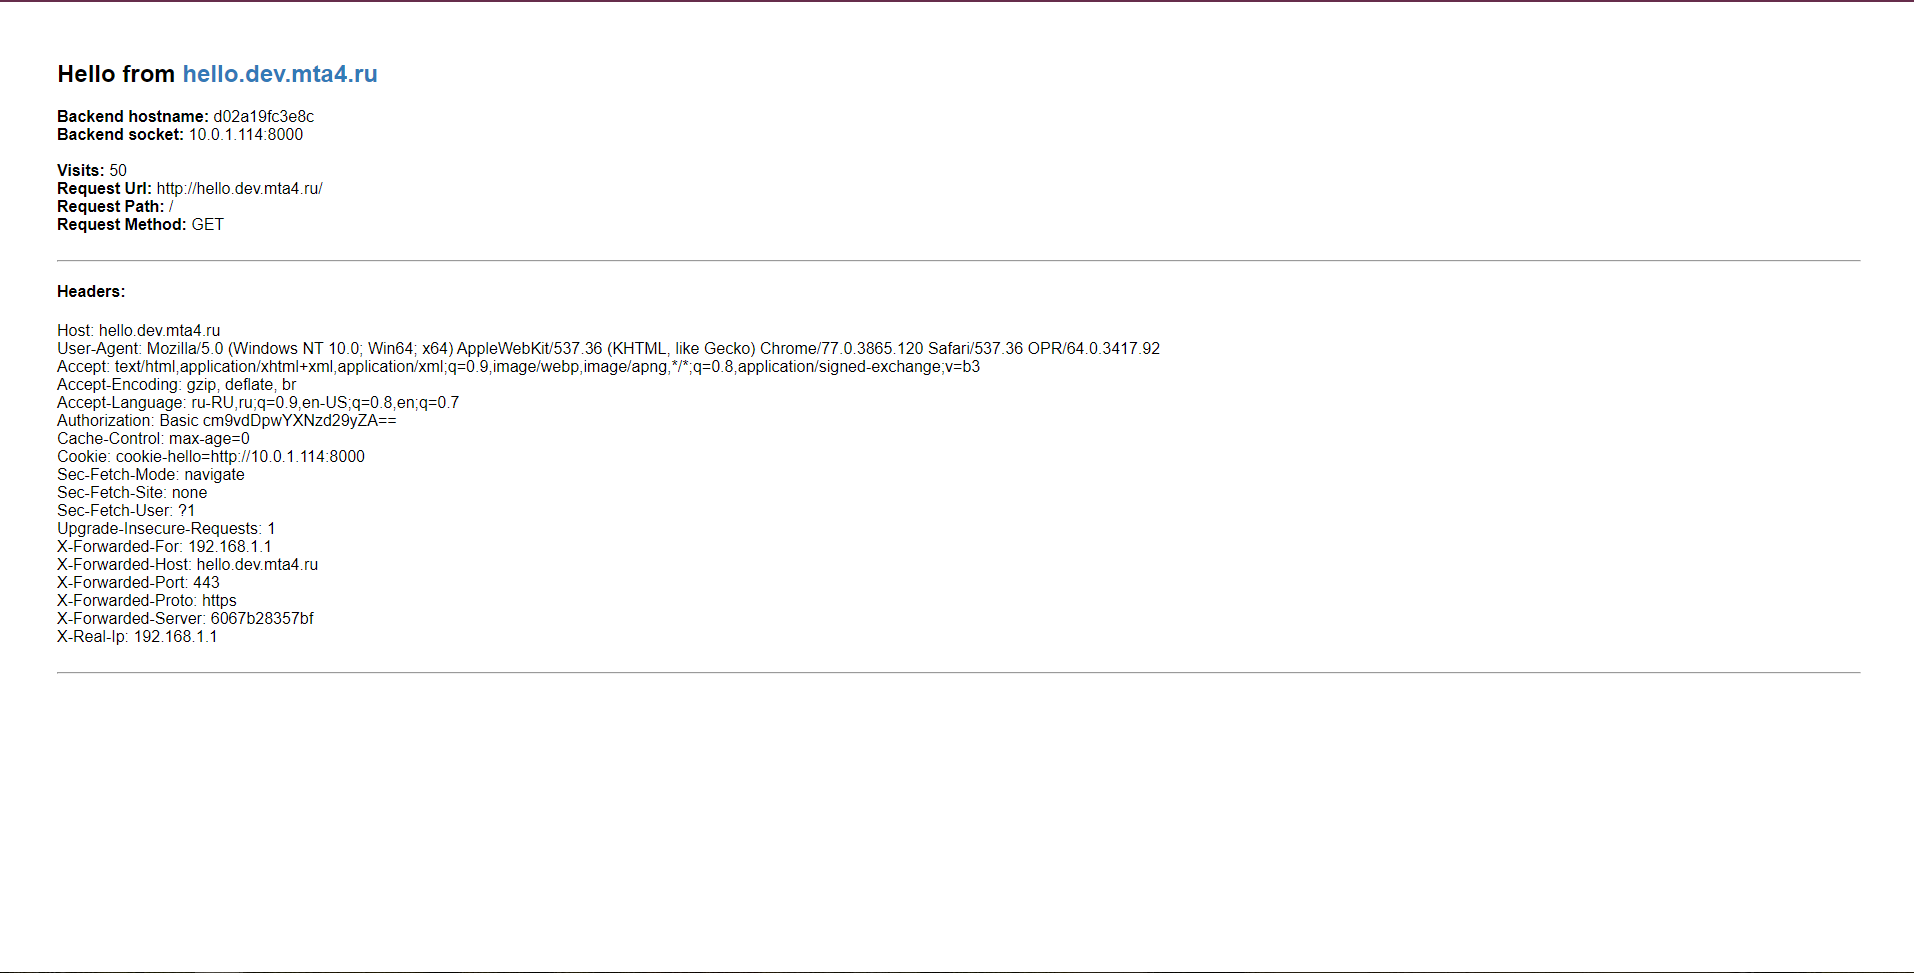 Hello from hello.dev.mta4.ru
Backend hostname: d02a19fc3e8c
Backend socket: 10.0.1.114:8000
Visits: 50
Request Url: http://hello.dev.mta4.ru/
Request Path: /
Request Method: GET
Headers:
Host: hello.dev.mta4.ru
User-Agent: Mozilla/5.0 (Windows NT 10.0; Win64; x64) AppleWebKit/537.36 (KHTML, like Gecko) Chrome/77.0.3865.120 Safari/537.36 OPR/64.0.3417.92
Accept: text/html,application/xhtml+xml,application/xml;q=0.9,image/webp,image/apng,*/*;q=0.8,application/signed-exchange;v=b3
Accept-Encoding: gzip, deflate, br
Accept-Language: ru-RU,ru;q=0.9,en-US;q=0.8,en;q=0.7
Authorization: Basic cm9vdDpwYXNzd29yZA==
Cache-Control: max-age=0
Cookie: cookie-hello=http://10.0.1.114:8000
Sec-Fetch-Mode: navigate
Sec-Fetch-Site: none
Sec-Fetch-User: ?1
Upgrade-Insecure-Requests: 1
X-Forwarded-For: 192.168.1.1
X-Forwarded-Host: hello.dev.mta4.ru
X-Forwarded-Port: 443
X-Forwarded-Proto: https
X-Forwarded-Server: 6067b28357bf
X-Real-Ip: 192.168.1.1